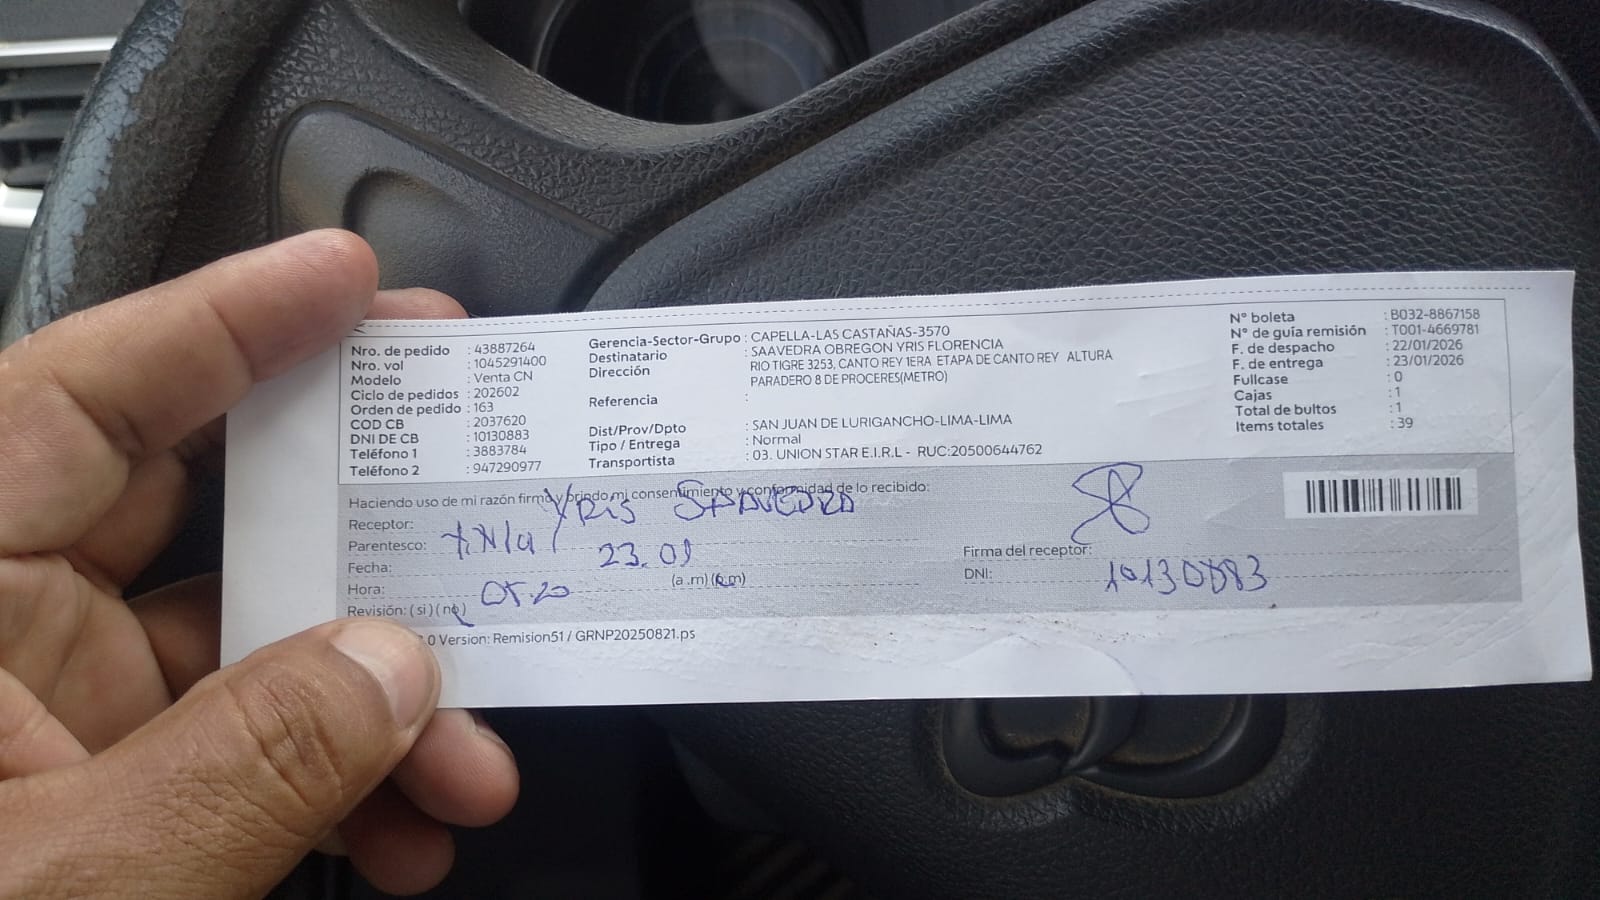 Nro. de pedido : 43887264
Nro. vol : 1045291400
Modelo : Venta CN
Ciclo de pedidos : 202602
Orden de pedido : 163
COD CB : 2037620
DNI DE CB : 10130883
Teléfono 1 : 3883784
Teléfono 2 : 947290977
Gerencia-Sector-Grupo : CAPELLA-LAS CASTAÑAS-3570
Destinatario : SAAVEDRA OBREGON YRIS FLORENCIA
Dirección RIO TIGRE 3253, CANTO REY 1ERA ETAPA DE CANTO REY ALTURA
PARADERO 8 DE PROCERES(METRO)
Referencia :
Dist/Prov/Dpto : SAN JUAN DE LURIGANCHO-LIMA-LIMA
Tipo / Entrega : Normal
Transportista : 03. UNION STAR E.I.R.L - RUC:20500644762
N° boleta : B032-8867158
N° de guía remisión : T001-4669781
F. de despacho : 22/01/2026
F. de entrega : 23/01/2026
Fullcase : 0
Cajas : 1
Total de bultos : 1
Items totales : 39
Haciendo uso de mi razón firmo y brindo mi consentimiento y conformidad de lo recibido:
Receptor: YRIS SAAVEDRA
Parentesco:
Fecha: 23.01
Hora: 05.20 (a.m)(p.m)
Revisión: (si)(no)
Firma del receptor:
DNI: 10130883
.0 Version: Remision51 / GRNP20250821.ps